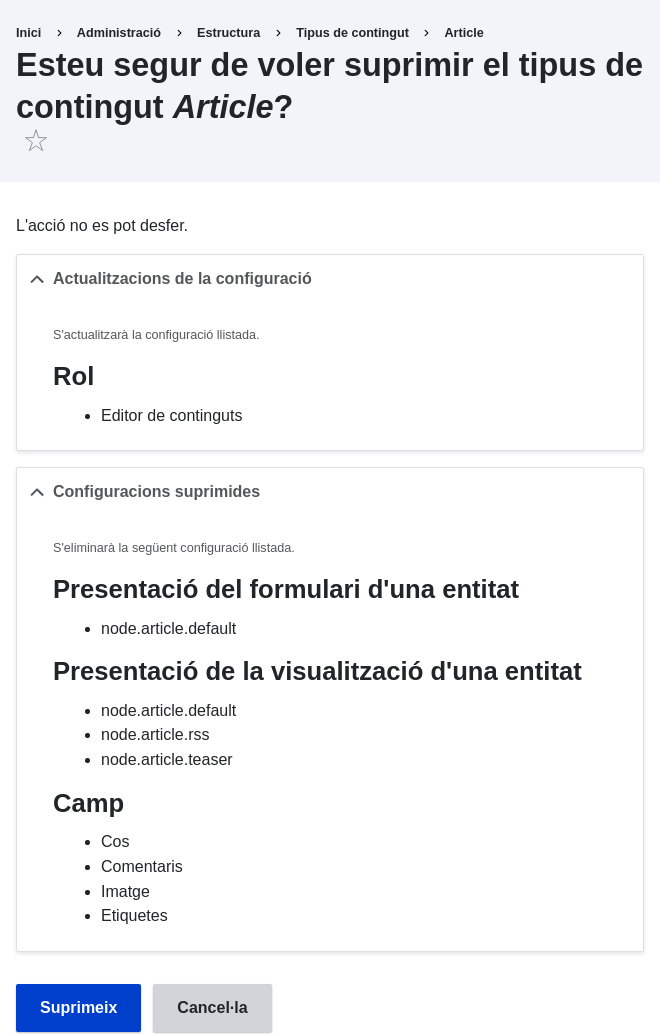 Inici > Administració > Estructura > Tipus de contingut > Article
Esteu segur de voler suprimir el tipus de
contingut Article?
L'acció no es pot desfer.
Actualitzacions de la configuració
S'actualitzarà la configuració llistada.
Rol
• Editor de continguts
Configuracions suprimides
S'eliminarà la següent configuració llistada.
Presentació del formulari d'una entitat
• node.article.default
Presentació de la visualització d'una entitat
• node.article.default
• node.article.rss
• node.article.teaser
Camp
• Cos
• Comentaris
• Imatge
• Etiquetes
Suprimeix Cancel·la